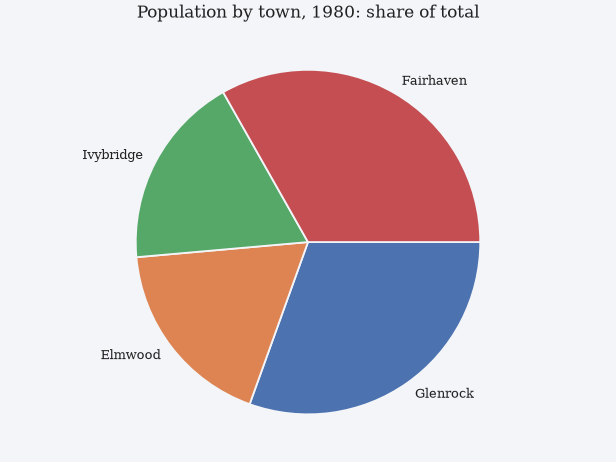 Population by town, 1980: share of total
Fairhaven
Ivybridge
Elmwood
Glenrock